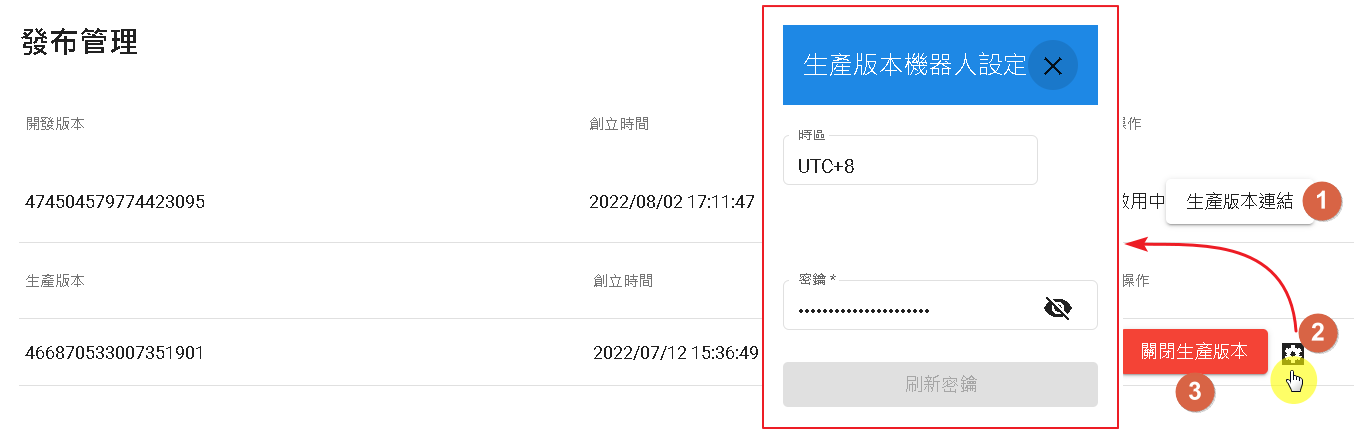 發布管理
生產版本機器人設定
開發版本 創立時間 操作
時區
UTC+8
474504579774423095 2022/08/02 17:11:47 啟用中 生產版本連結 1
生產版本 創立時間 操作
密鑰 *
2
466870533007351901 2022/07/12 15:36:49 關閉生產版本
刷新密鑰
3